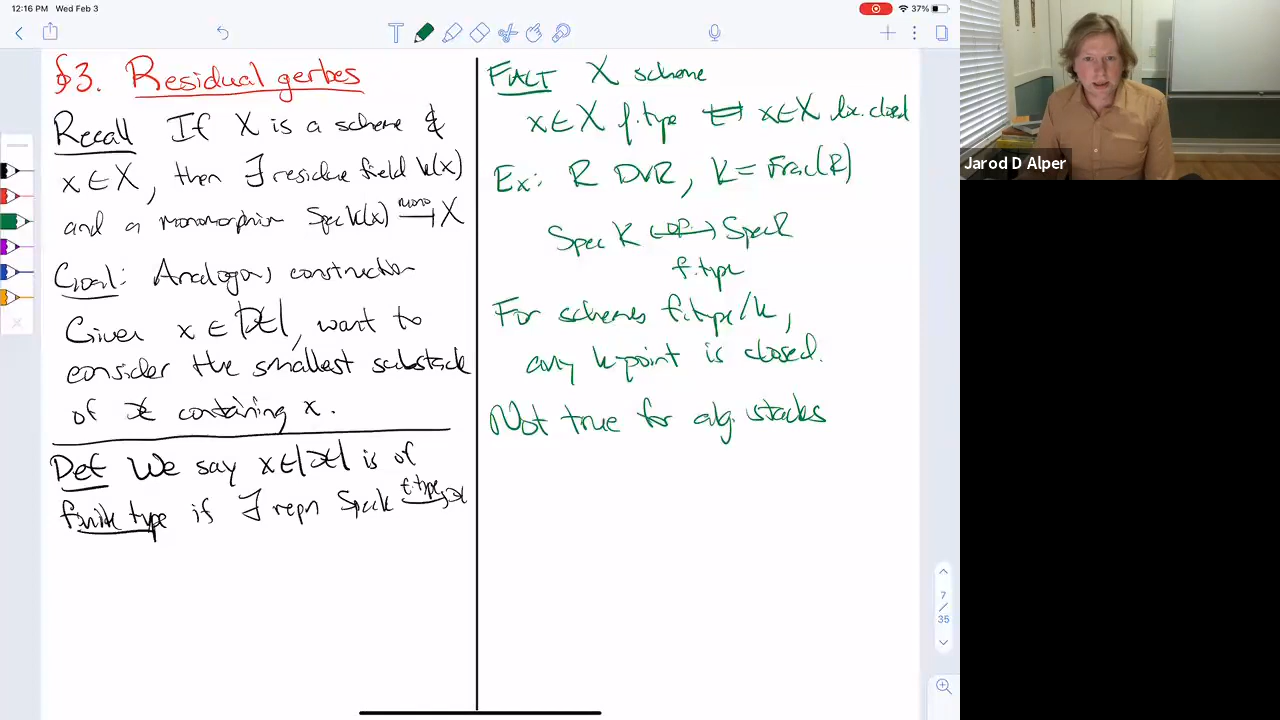 12:16 PM Wed Feb 3
37%
§3. Residual gerbes
Recall If X is a scheme &
x ∈ X, then ∃ residue field k(x)
and a monomorphism Spec k(x) →^{mono} X
Goal: Analogous construction
Given x ∈ |𝒳|, want to
consider the smallest substack
of 𝒳 containing x.
Def We say x ∈ |𝒳| is of
finite type if ∃ repn Spec k →^{f.type} 𝒳
FACT X scheme
x ∈ X f.type ⟺ x ∈ X loc. closed
Ex: R DVR, K = Frac(R)
Spec K ↪^{op.} Spec R
f.type
For schemes f.type/k,
any k-point is closed.
Not true for alg. stacks
7
/
35
Jarod D Alper